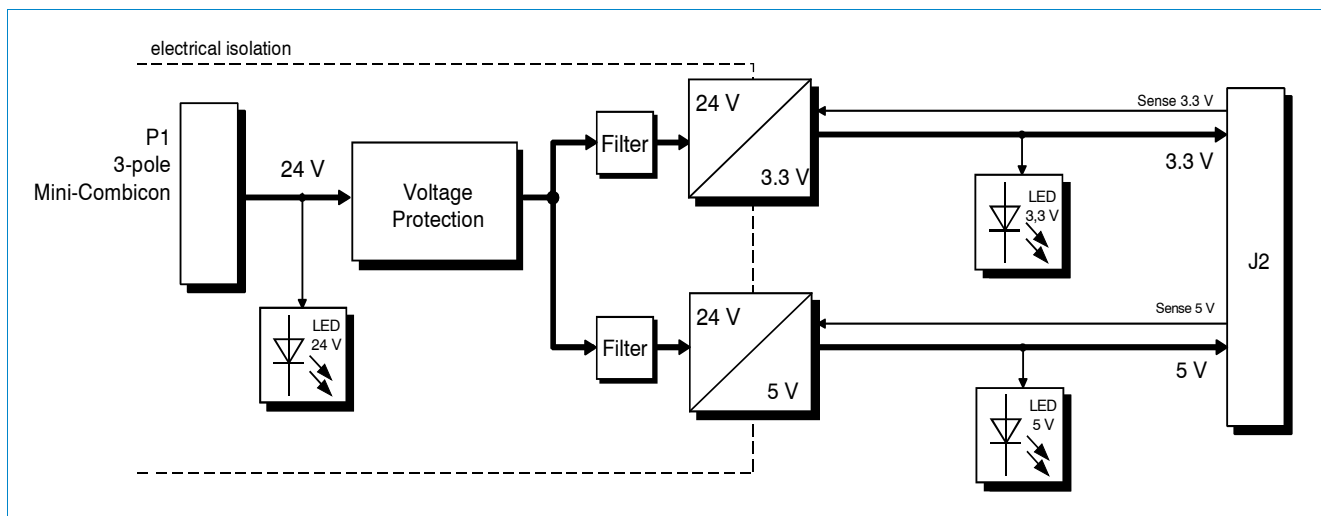 electrical isolation
P1
3-pole
Mini-Combicon
24 V
LED
24 V
Voltage
Protection
Filter
24 V
3.3 V
Sense 3.3 V
3.3 V
LED
3,3 V
Filter
24 V
5 V
Sense 5 V
5 V
LED
5 V
J2